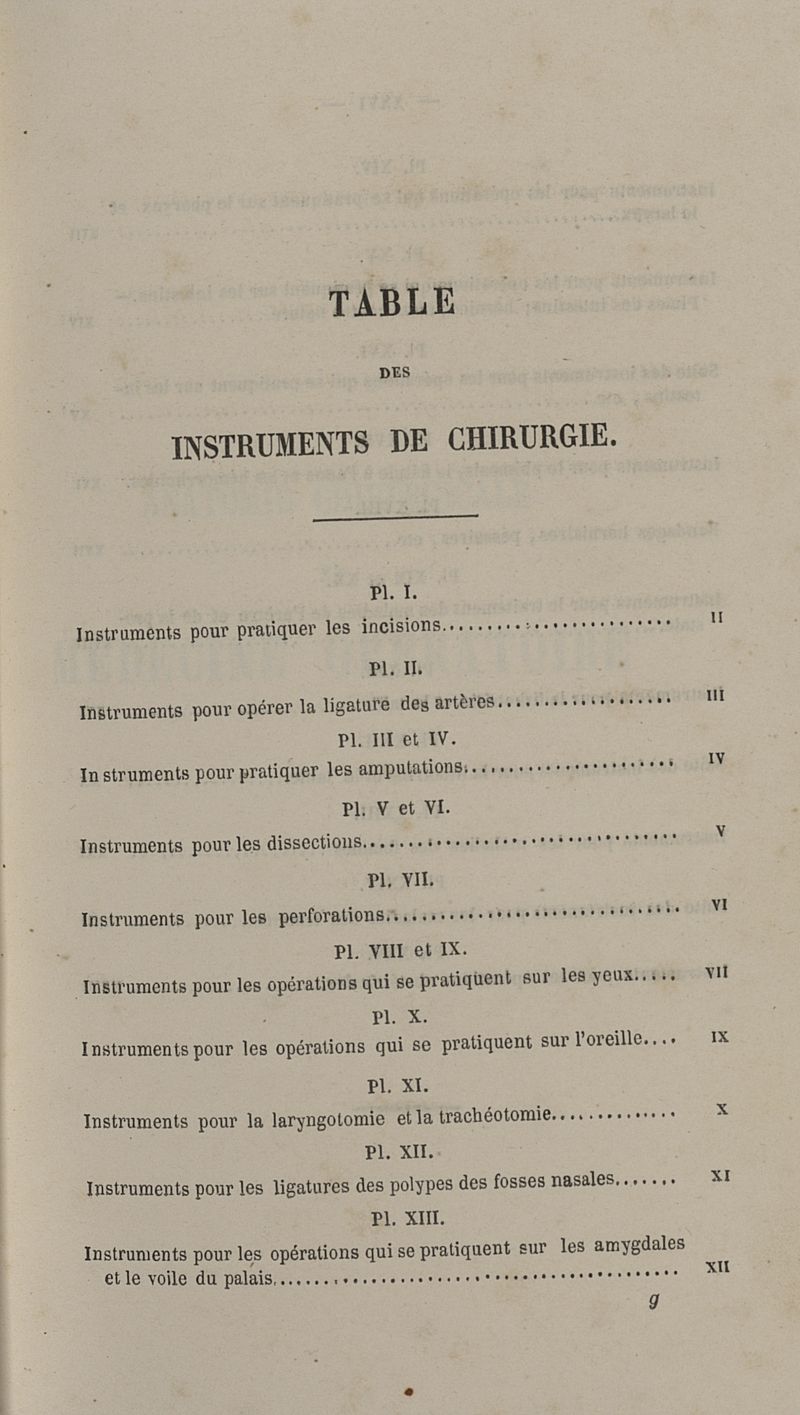 TABLE
DES
INSTRUMENTS DE CHIRURGIE.
Pl. I.
Instruments pour pratiquer les incisions.......................... II
Pl. II.
Instruments pour opérer la ligature des artères................... III
Pl. III et IV.
In struments pour pratiquer les amputations....................... IV
Pl. V et VI.
Instruments pour les dissections.................................. V
Pl. VII.
Instruments pour les perforations................................. VI
Pl. VIII et IX.
Instruments pour les opérations qui se pratiquent sur les yeux..... VII
Pl. X.
Instruments pour les opérations qui se pratiquent sur l'oreille.... IX
Pl. XI.
Instruments pour la laryngotomie et la trachéotomie.............. X
Pl. XII.
Instruments pour les ligatures des polypes des fosses nasales....... XI
Pl. XIII.
Instruments pour les opérations qui se pratiquent sur les amygdales
et le voile du palais............................................. XII
g